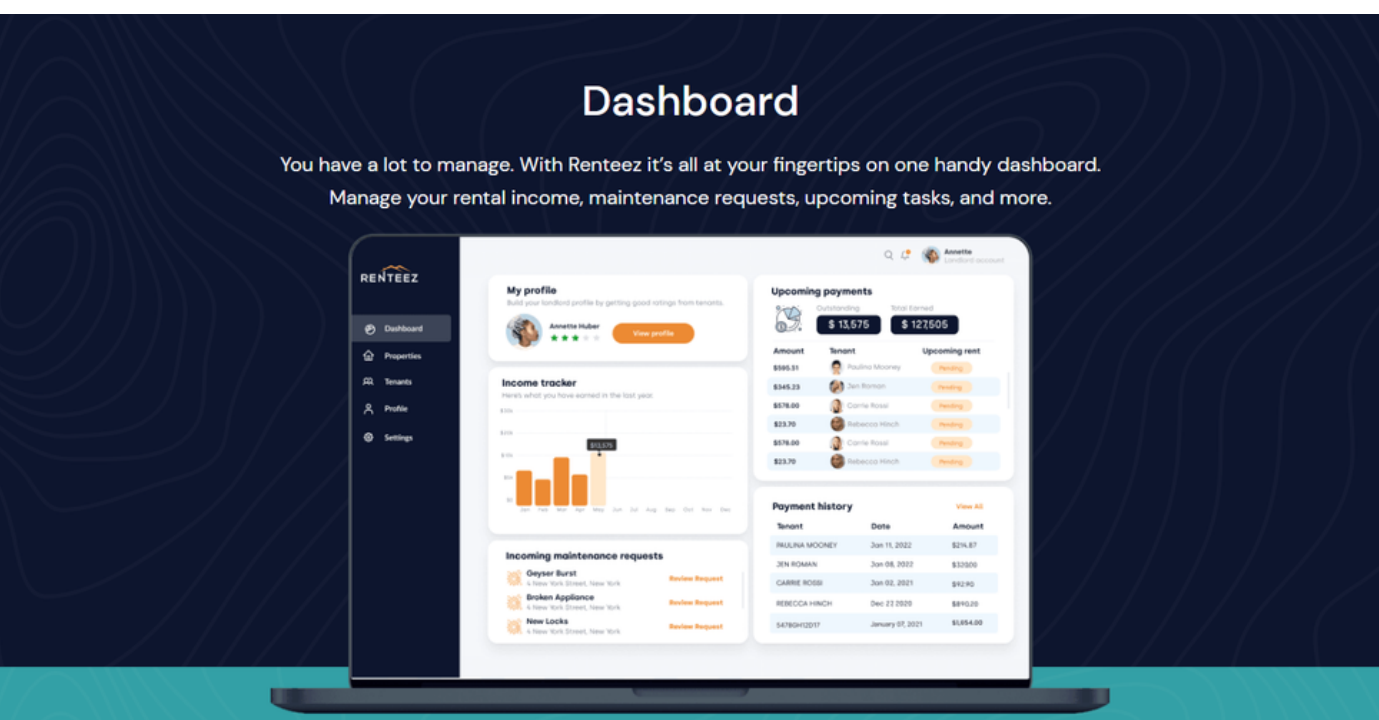 Dashboard
You have a lot to manage. With Renteez it's all at your fingertips on one handy dashboard.
Manage your rental income, maintenance requests, upcoming tasks, and more.
RENTEEZ
Dashboard
Properties
Tenants
Profile
Settings
Annette
Landlord account
My profile
Build your landlord profile by getting good ratings from tenants.
Annette Huber
View profile
Income tracker
Here's what you have earned in the last year.
$13,575
$0
Jan Feb Mar Apr May Jun Jul Aug Sep Oct Nov Dec
Incoming maintenance requests
Geyser Burst
4 New York Street, New York
Review Request
Broken Appliance
4 New York Street, New York
Review Request
New Locks
4 New York Street, New York
Review Request
Upcoming payments
Outstanding Total Earned
$ 13,575 $ 127,505
Amount Tenant Upcoming rent
$595.51 Paulina Mooney Pending
$345.23 Jen Roman Pending
$578.00 Carrie Rossi Pending
$23.70 Rebecca Hinch Pending
$578.00 Carrie Rossi Pending
$23.70 Rebecca Hinch Pending
Payment history View All
Tenant Date Amount
PAULINA MOONEY Jan 11, 2022 $214.87
JEN ROMAN Jan 08, 2022
CARRIE ROSSI Jan 02, 2021 $92.90
REBECCA HINCH Dec 23 2020 $890.20
January 07, 2021 $1,654.00